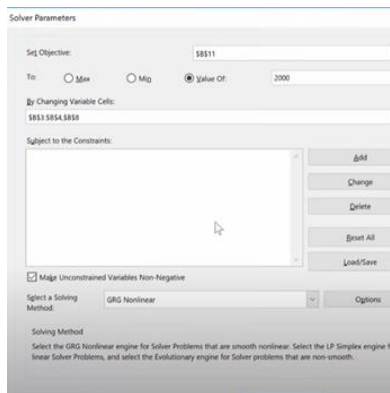 Solver Parameters
Set Objective: $B$11
To: Max Min Value Of: 2000
By Changing Variable Cells:
$B$3:$B$4,$B$8
Subject to the Constraints:
Add
Change
Delete
Reset All
Load/Save
Make Unconstrained Variables Non-Negative
Select a Solving Method: GRG Nonlinear Options
Solving Method
Select the GRG Nonlinear engine for Solver Problems that are smooth nonlinear. Select the LP Simplex engine
linear Solver Problems, and select the Evolutionary engine for Solver problems that are non-smooth.